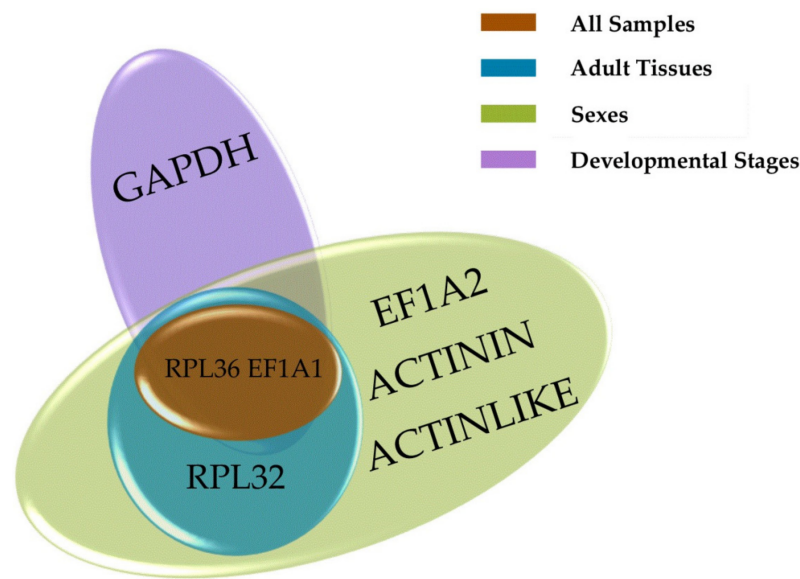 All Samples
Adult Tissues
Sexes
Developmental Stages
GAPDH
EF1A2
ACTININ
ACTINLIKE
RPL36 EF1A1
RPL32